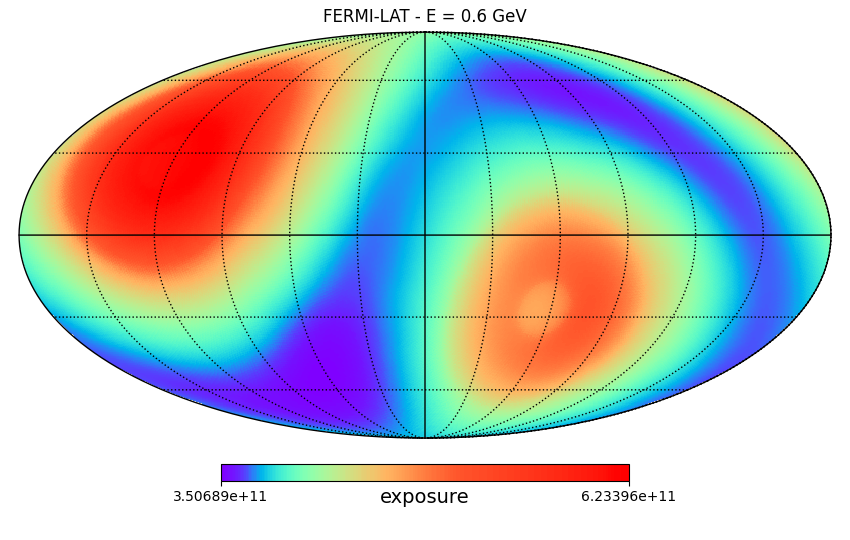 FERMI-LAT - E = 0.6 GeV
3.50689e+11 exposure 6.23396e+11